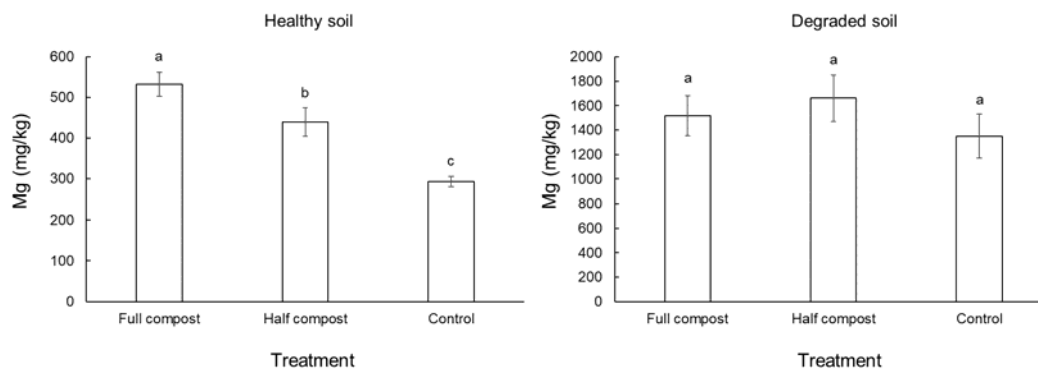 Healthy soil
Mg (mg/kg)
600
500
400
300
200
100
0
a
b
c
Full compost
Half compost
Control
Treatment
Degraded soil
Mg (mg/kg)
2000
1800
1600
1400
1200
1000
800
600
400
200
0
a
a
a
Full compost
Half compost
Control
Treatment